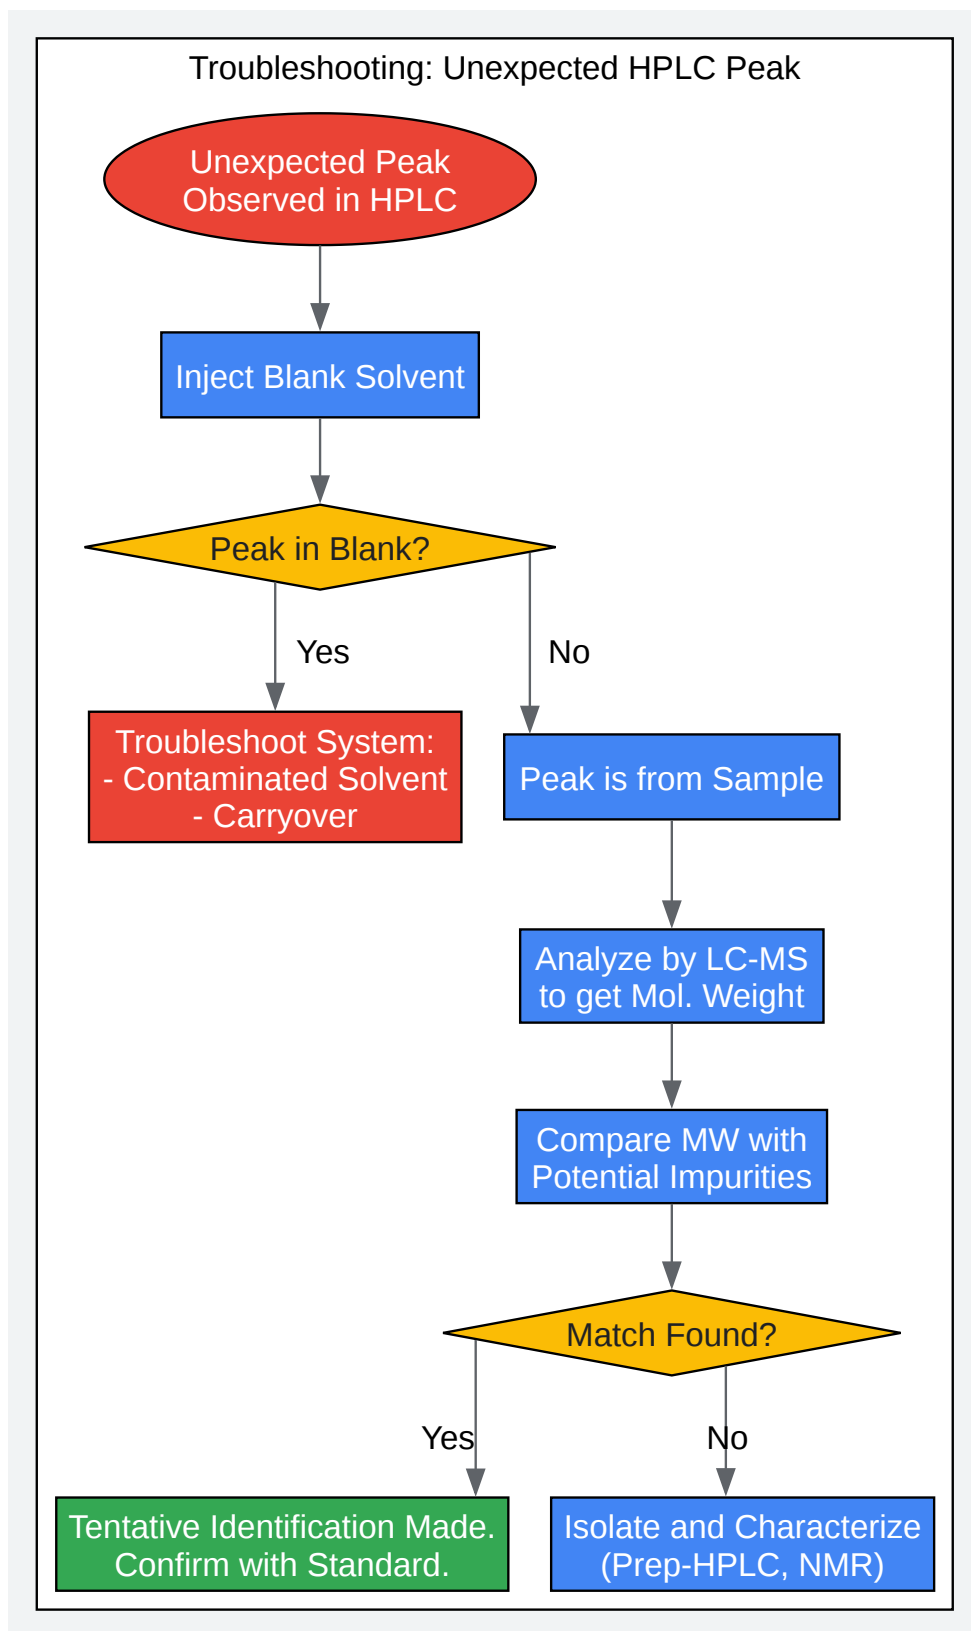 Troubleshooting: Unexpected HPLC Peak
Unexpected Peak
Observed in HPLC
Inject Blank Solvent
Peak in Blank?
Yes
No
Troubleshoot System:
- Contaminated Solvent
- Carryover
Peak is from Sample
Analyze by LC-MS
to get Mol. Weight
Compare MW with
Potential Impurities
Match Found?
Yes
No
Tentative Identification Made.
Confirm with Standard.
Isolate and Characterize
(Prep-HPLC, NMR)